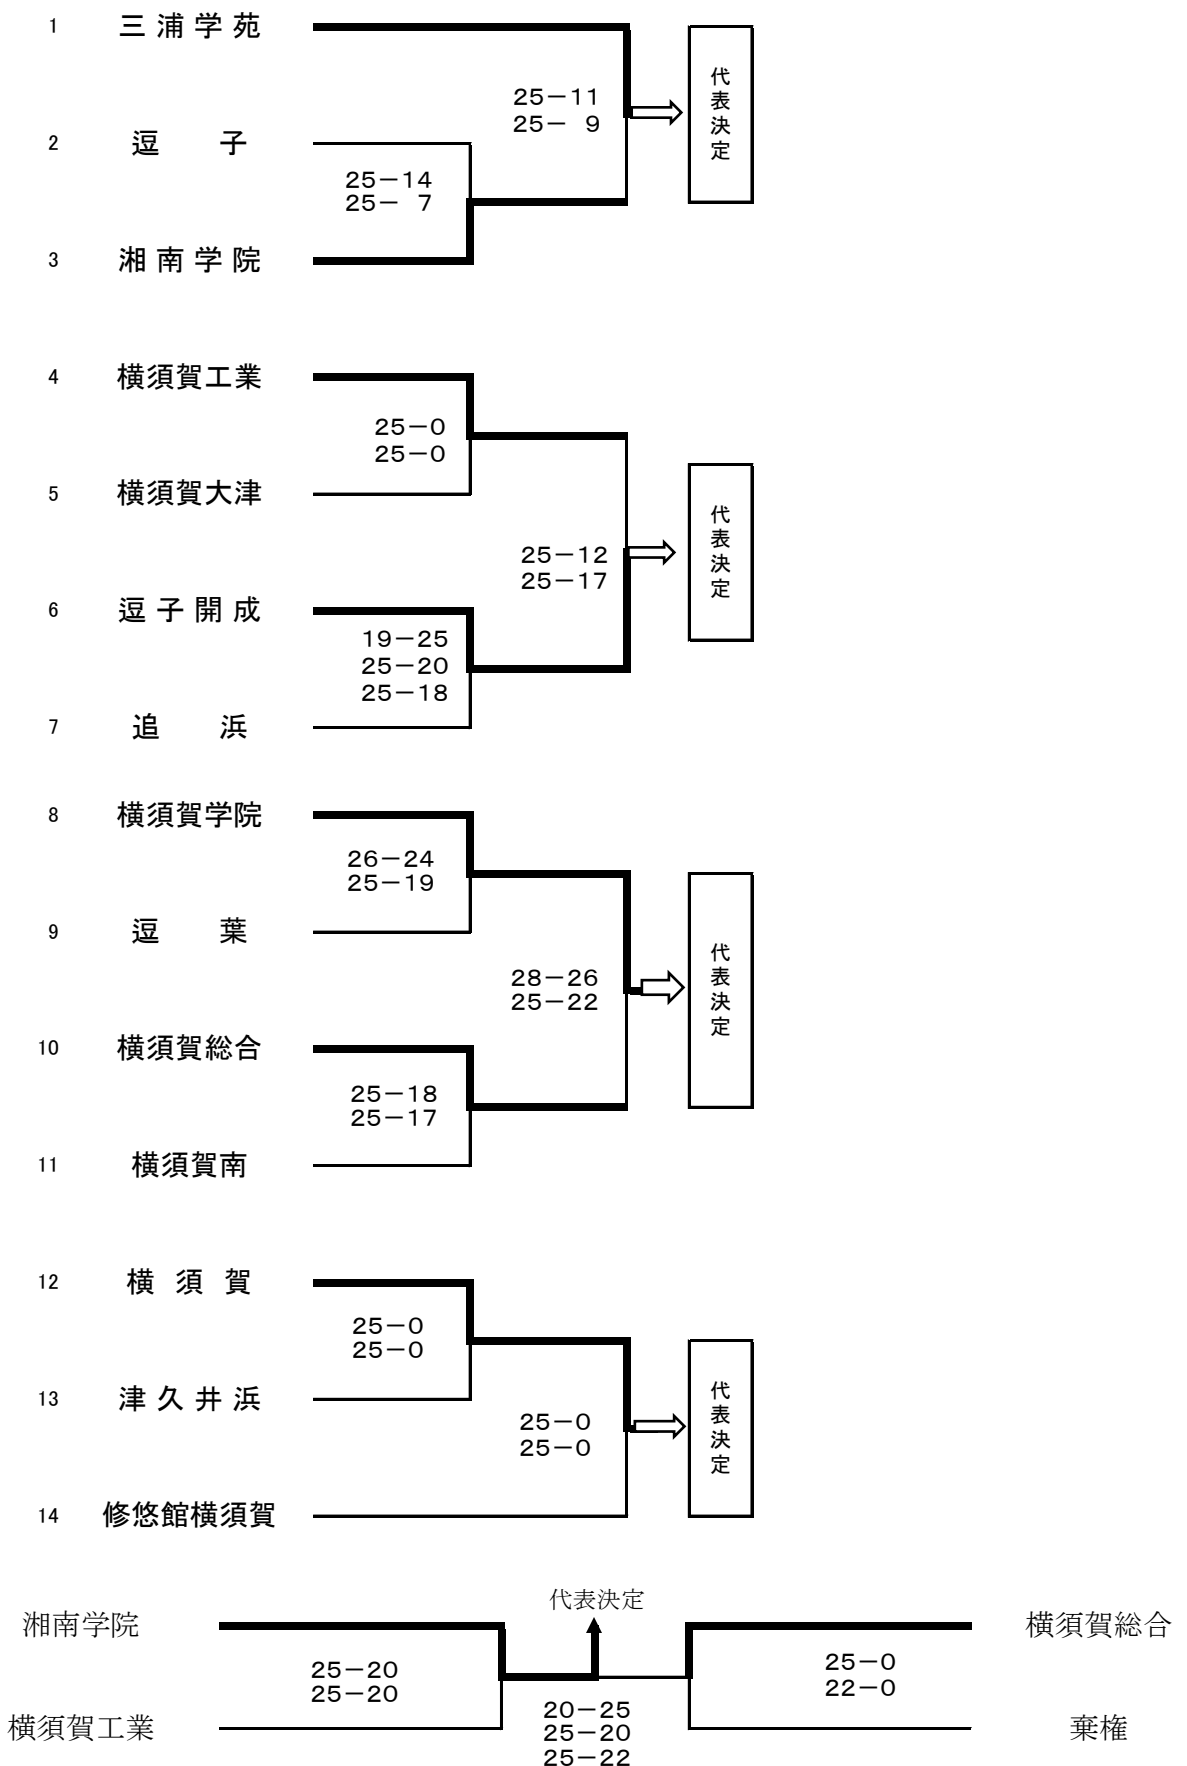 1 三浦学苑
25－11
25－ 9
代表決定
2 逗子
25－14
25－ 7
3 湘南学院
4 横須賀工業
25－0
25－0
5 横須賀大津
25－12
25－17
代表決定
6 逗子開成
19－25
25－20
25－18
7 追浜
8 横須賀学院
26－24
25－19
9 逗葉
28－26
25－22
代表決定
10 横須賀総合
25－18
25－17
11 横須賀南
12 横須賀
25－0
25－0
13 津久井浜
25－0
25－0
代表決定
14 修悠館横須賀
代表決定
湘南学院
横須賀総合
25－20
25－20
25－0
22－0
横須賀工業
棄権
20－25
25－20
25－22